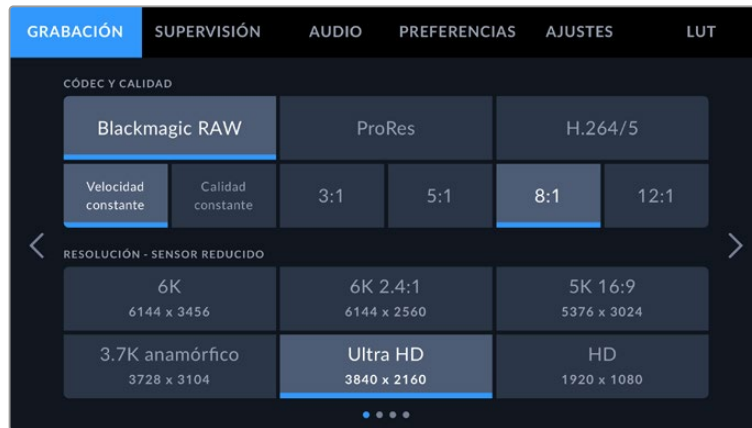 GRABACIÓN SUPERVISIÓN AUDIO PREFERENCIAS AJUSTES LUT
CÓDEC Y CALIDAD
Blackmagic RAW ProRes H.264/5
Velocidad constante Calidad constante 3:1 5:1 8:1 12:1
RESOLUCIÓN - SENSOR REDUCIDO
6K 6K 2.4:1 5K 16:9
6144 x 3456 6144 x 2560 5376 x 3024
3.7K anamórfico Ultra HD HD
3728 x 3104 3840 x 2160 1920 x 1080